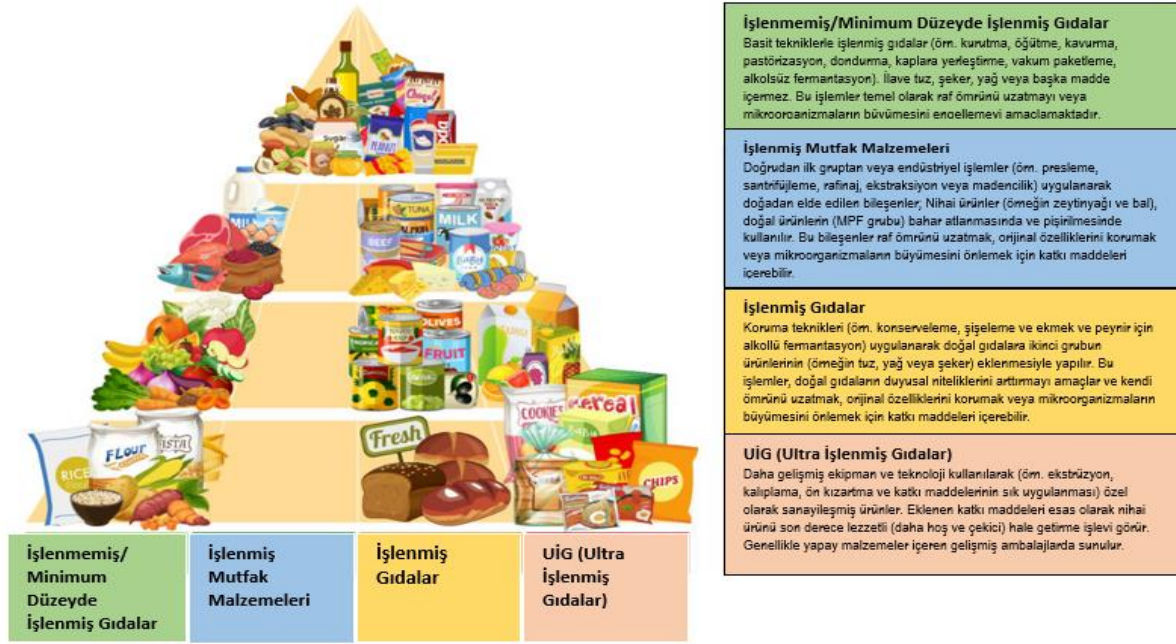 İşlenmemiş/Minimum Düzeyde İşlenmiş Gıdalar
Basit tekniklerle işlenmiş gıdalar (örn. kurutma, öğütme, kavurma,
pastörizasyon, dondurma, kaplara yerleştirme, vakum paketleme,
alkolsüz fermantasyon). İlave tuz, şeker, yağ veya başka madde
içermez. Bu işlemler temel olarak raf ömrünü uzatmayı veya
mikroorganizmaların büyümesini engellemeyi amaçlamaktadır.
İşlenmiş Mutfak Malzemeleri
Doğrudan ilk gruptan veya endüstriyel işlemler (örn. presleme,
santrifüjleme, rafinaj, ekstraksiyon veya madencilik) uygulanarak
doğadan elde edilen bileşenler; Nihai ürünler (örneğin zeytinyağı ve bal),
doğal ürünlerin (MPF grubu) bahar atlanmasında ve pişirilmesinde
kullanılır. Bu bileşenler raf ömrünü uzatmak, orijinal özelliklerini korumak
veya mikroorganizmaların büyümesini önlemek için katkı maddeleri
içerebilir.
İşlenmiş Gıdalar
Koruma teknikleri (örn. konserveleme, şişeleme ve ekmek ve peynir için
alkollü fermantasyon) uygulanarak doğal gıdalara ikinci grubun
ürünlerinin (örneğin tuz, yağ veya şeker) eklenmesiyle yapılır. Bu
işlemler, doğal gıdaların duyusal niteliklerini arttırmayı amaçlar ve kendi
ömrünü uzatmak, orijinal özelliklerini korumak veya mikroorganizmaların
büyümesini önlemek için katkı maddeleri içerebilir.
UİG (Ultra İşlenmiş Gıdalar)
Daha gelişmiş ekipman ve teknoloji kullanılarak (örn. ekstrüzyon,
kalıplama, ön kızartma ve katkı maddelerinin sık uygulanması) özel
olarak sanayileşmiş ürünler. Eklenen katkı maddeleri esas olarak nihai
ürünü son derece lezzetli (daha hoş ve çekici) hale getirme işlevi görür.
Genellikle yapay malzemeler içeren gelişmiş ambalajlarda sunulur.
Sugar
PEANUT
MILK
TUNA
MILK
BEEF
OLIVES
FRUIT
COOKIES
Cereal
RICE
FLOUR
PASTA
Fresh
CHIPS
İşlenmemiş/
Minimum
Düzeyde
İşlenmiş Gıdalar
İşlenmiş
Mutfak
Malzemeleri
İşlenmiş
Gıdalar
UİG (Ultra
İşlenmiş
Gıdalar)